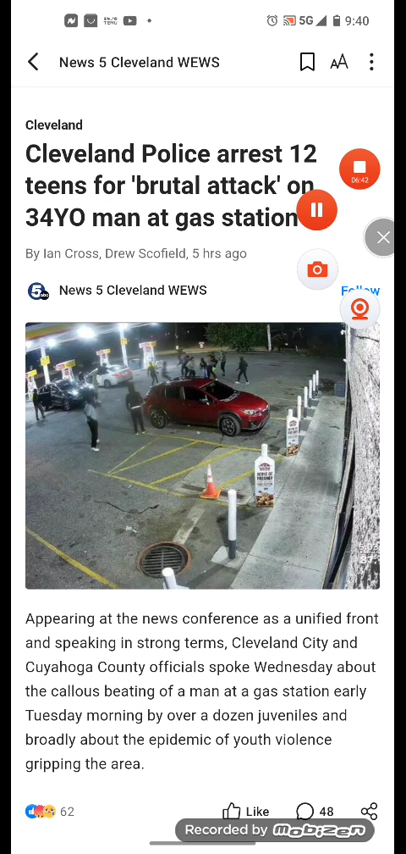 5G 9:40
News 5 Cleveland WEWS
AA
Cleveland
Cleveland Police arrest 12
teens for 'brutal attack' on
34YO man at gas station
06:42
By Ian Cross, Drew Scofield, 5 hrs ago
5 News 5 Cleveland WEWS
Follow
Appearing at the news conference as a unified front
and speaking in strong terms, Cleveland City and
Cuyahoga County officials spoke Wednesday about
the callous beating of a man at a gas station early
Tuesday morning by over a dozen juveniles and
broadly about the epidemic of youth violence
gripping the area.
62 Like 48
Recorded by mobizen